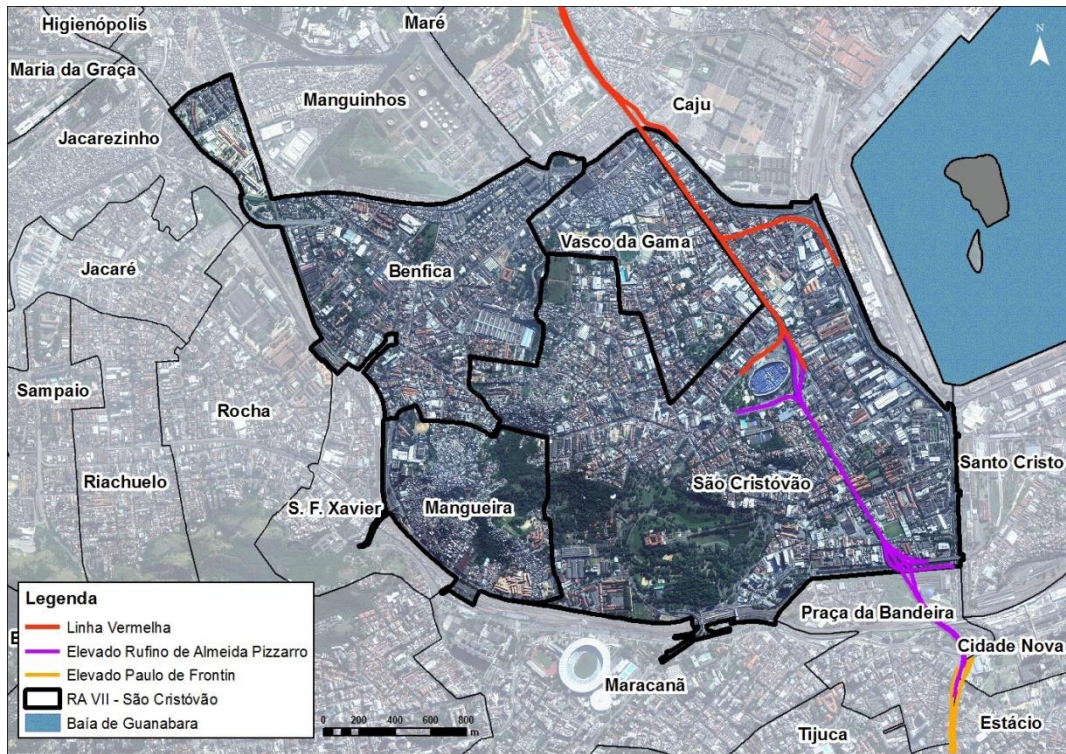 Higienópolis
Maré
N
Maria da Graça
Manguinhos
Caju
Jacarezinho
Vasco da Gama
Jacaré
Benfica
Sampaio
Rocha
Santo Cristo
São Cristóvão
Riachuelo
S. F. Xavier
Mangueira
Praça da Bandeira
Cidade Nova
Maracanã
Estácio
Tijuca
Legenda
Linha Vermelha
Elevado Rufino de Almeida Pizzarro
Elevado Paulo de Frontin
RA VII - São Cristóvão
Baía de Guanabara
0 200 400 600 800
m